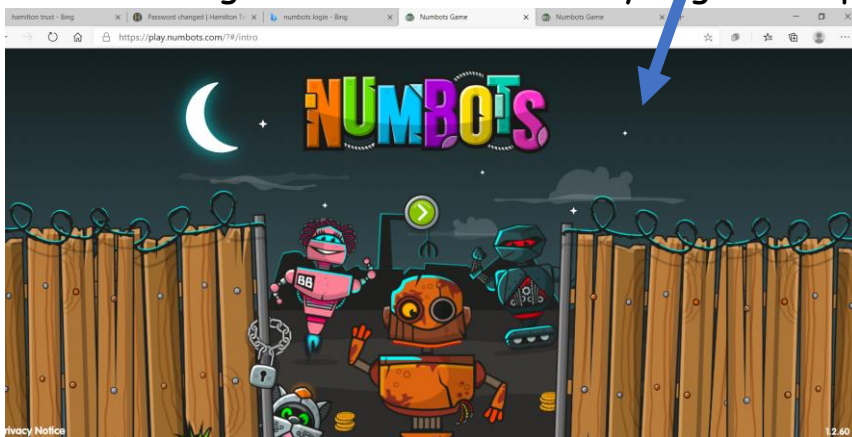 hamilton trust - Bing
Password changed | Hamilton Tr
numbots login - Bing
Numbots Game
Numbots Game
https://play.numbots.com/?#/intro
NUMBOTS
BB
rivacy Notice
1.2.60